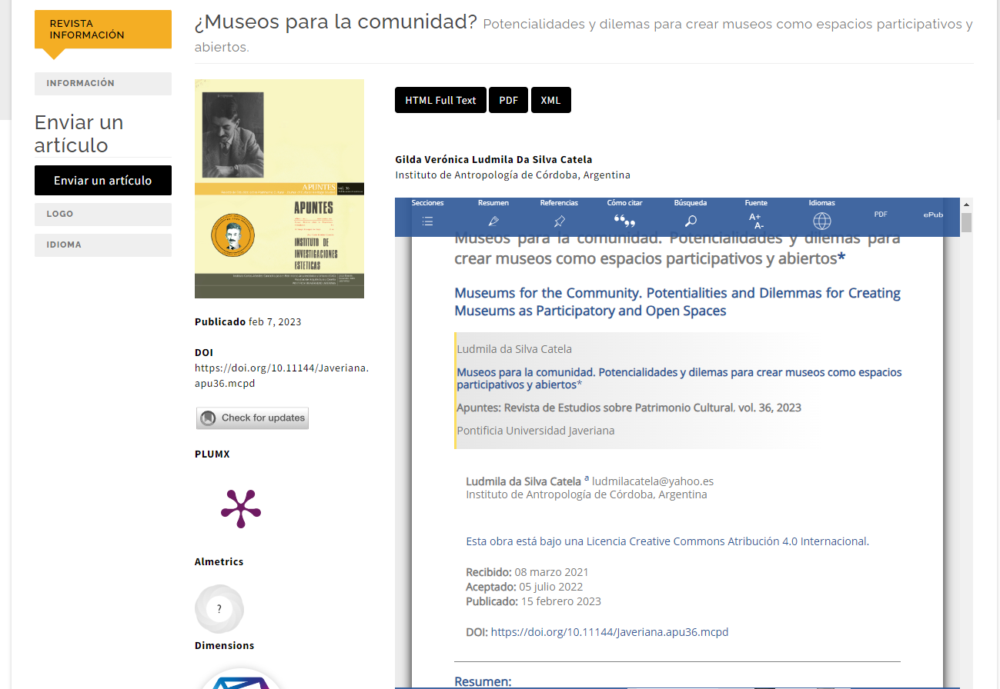 REVISTA
INFORMACIÓN
INFORMACIÓN
Enviar un
artículo
Enviar un artículo
LOGO
IDIOMA
¿Museos para la comunidad? Potencialidades y dilemas para crear museos como espacios participativos y
abiertos.
APUNTES vol. 36
APUNTES
INSTITUTO DE
INVESTIGACIONES
ESTETICAS
Publicado feb 7, 2023
DOI
https://doi.org/10.11144/Javeriana.
apu36.mcpd
Check for updates
PLUMX
Almetrics
?
Dimensions
HTML Full Text PDF XML
Gilda Verónica Ludmila Da Silva Catela
Instituto de Antropología de Córdoba, Argentina
Secciones Resumen Referencias Cómo citar Búsqueda Fuente Idiomas PDF ePub
A+
A-
Museos para la comunidad. Potencialidades y dilemas para
crear museos como espacios participativos y abiertos*
Museums for the Community. Potentialities and Dilemmas for Creating
Museums as Participatory and Open Spaces
Ludmila da Silva Catela
Museos para la comunidad. Potencialidades y dilemas para crear museos como espacios
participativos y abiertos*
Apuntes: Revista de Estudios sobre Patrimonio Cultural, vol. 36, 2023
Pontificia Universidad Javeriana
Ludmila da Silva Catela a ludmilacatela@yahoo.es
Instituto de Antropología de Córdoba, Argentina
Esta obra está bajo una Licencia Creative Commons Atribución 4.0 Internacional.
Recibido: 08 marzo 2021
Aceptado: 05 julio 2022
Publicado: 15 febrero 2023
DOI: https://doi.org/10.11144/Javeriana.apu36.mcpd
Resumen: